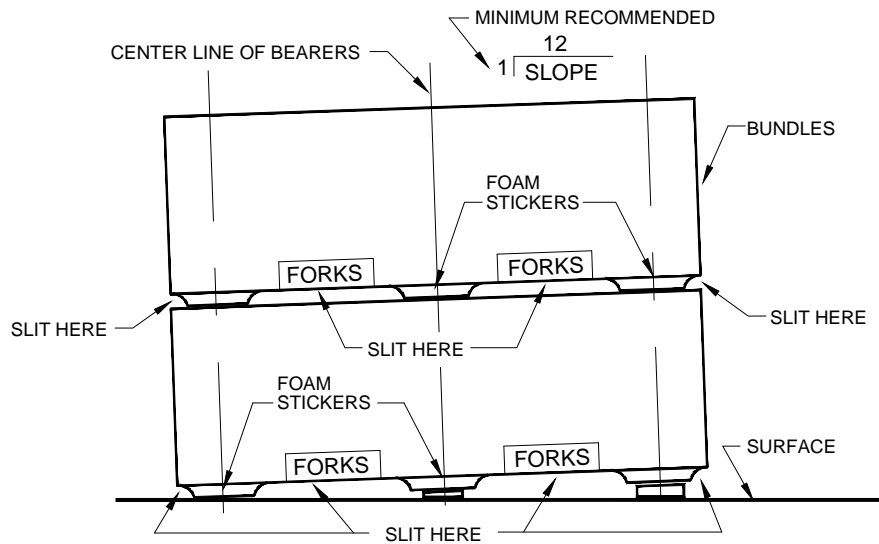 MINIMUM RECOMMENDED
12
1
SLOPE
CENTER LINE OF BEARERS
BUNDLES
FOAM
STICKERS
FORKS
FORKS
SLIT HERE
SLIT HERE
SLIT HERE
FOAM
STICKERS
FORKS
FORKS
SURFACE
SLIT HERE